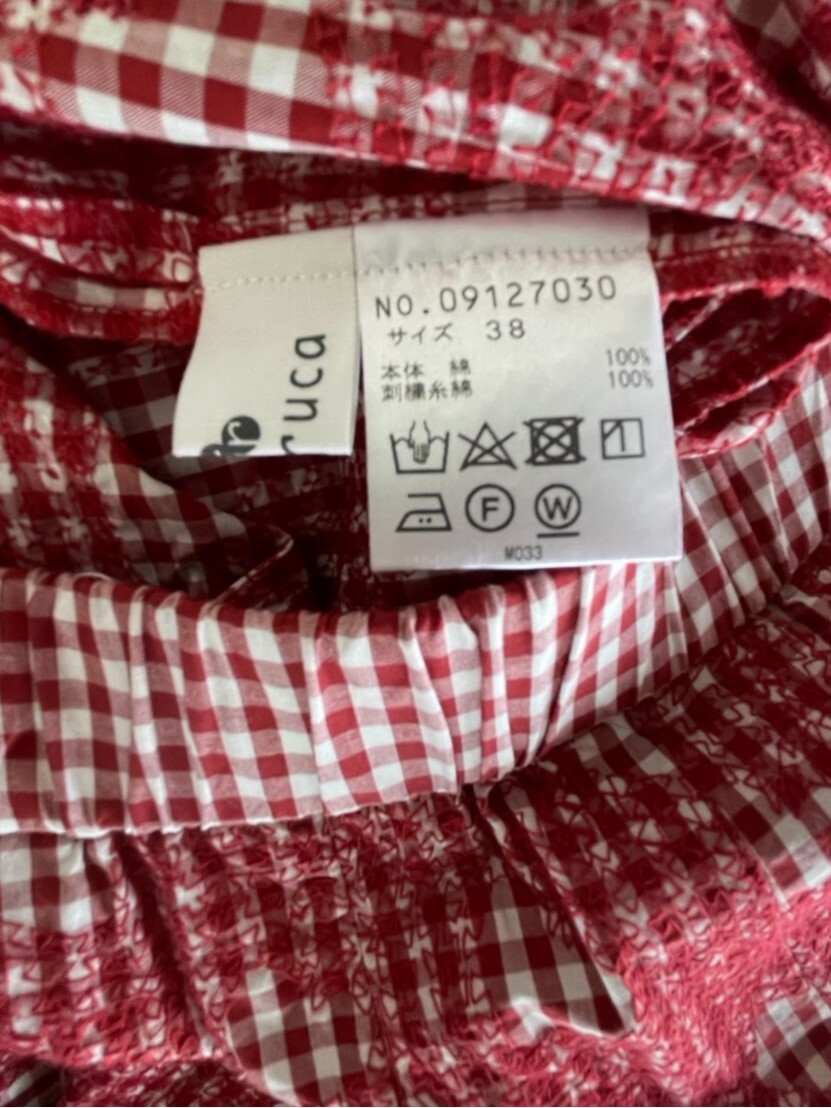 NO.09127030
サイズ 38
本体 綿 100%
刺繍糸綿 100%
F
W
M033
ruca